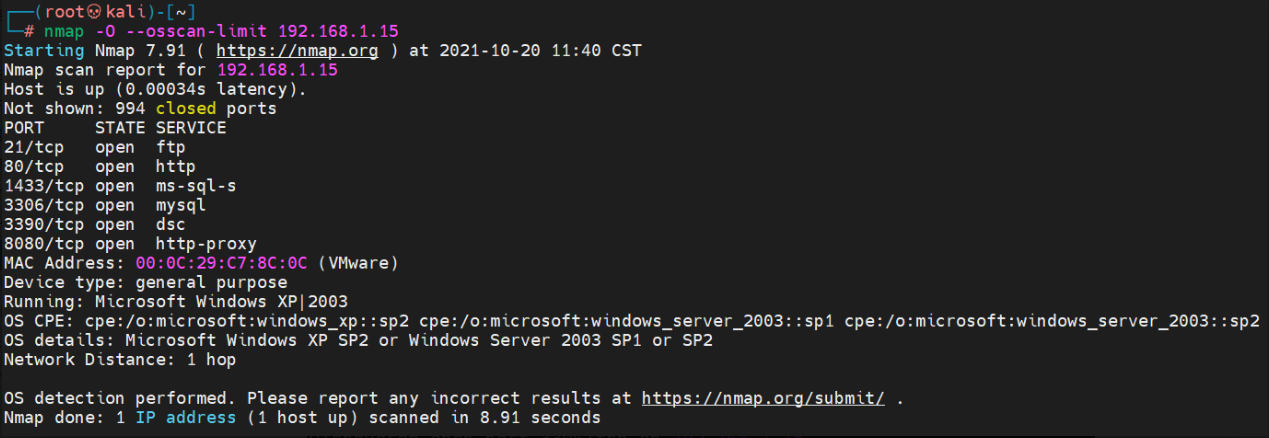 ┌──(root💀kali)-[~]
└─# nmap -O --osscan-limit 192.168.1.15
Starting Nmap 7.91 ( https://nmap.org ) at 2021-10-20 11:40 CST
Nmap scan report for 192.168.1.15
Host is up (0.00034s latency).
Not shown: 994 closed ports
PORT     STATE SERVICE
21/tcp   open  ftp
80/tcp   open  http
1433/tcp open  ms-sql-s
3306/tcp open  mysql
3390/tcp open  dsc
8080/tcp open  http-proxy
MAC Address: 00:0C:29:C7:8C:0C (VMware)
Device type: general purpose
Running: Microsoft Windows XP|2003
OS CPE: cpe:/o:microsoft:windows_xp::sp2 cpe:/o:microsoft:windows_server_2003::sp1 cpe:/o:microsoft:windows_server_2003::sp2
OS details: Microsoft Windows XP SP2 or Windows Server 2003 SP1 or SP2
Network Distance: 1 hop

OS detection performed. Please report any incorrect results at https://nmap.org/submit/ .
Nmap done: 1 IP address (1 host up) scanned in 8.91 seconds